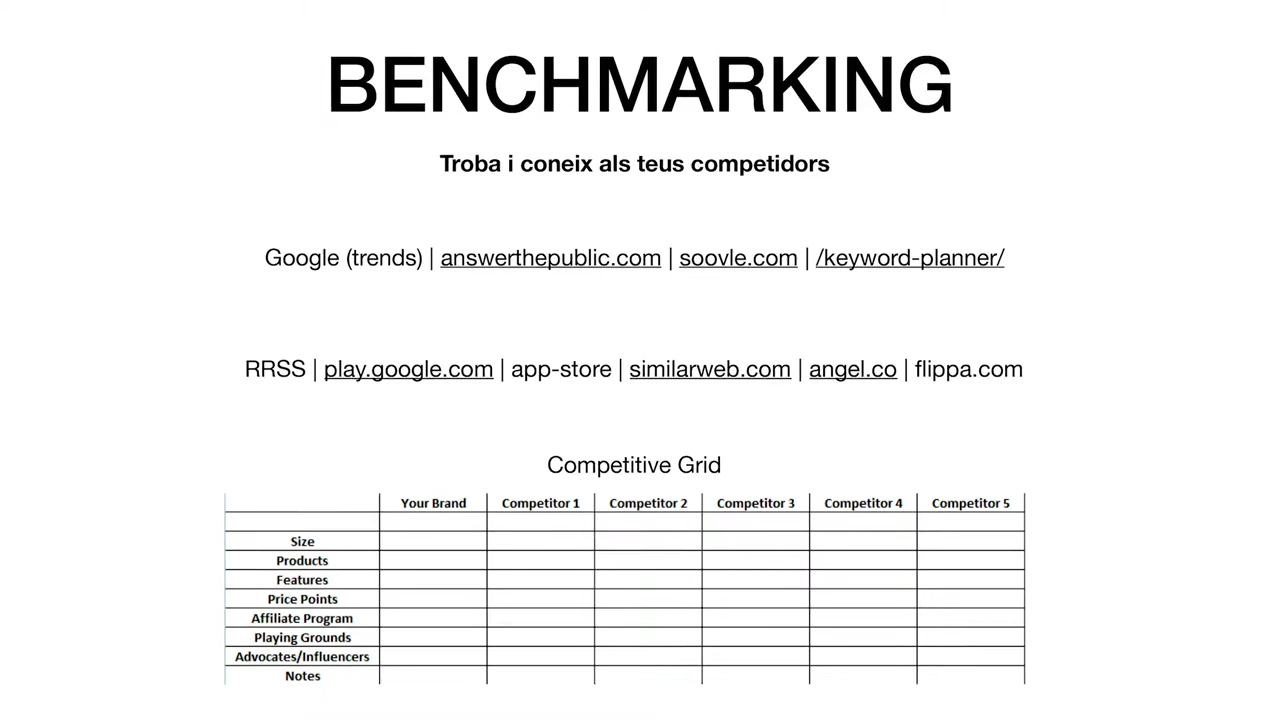 BENCHMARKING
Troba i coneix als teus competidors
Google (trends) | answerthepublic.com | soovle.com | /keyword-planner/
RRSS | play.google.com | app-store | similarweb.com | angel.co | flippa.com
Competitive Grid
Your Brand Competitor 1 Competitor 2 Competitor 3 Competitor 4 Competitor 5
Size
Products
Features
Price Points
Affiliate Program
Playing Grounds
Advocates/Influencers
Notes